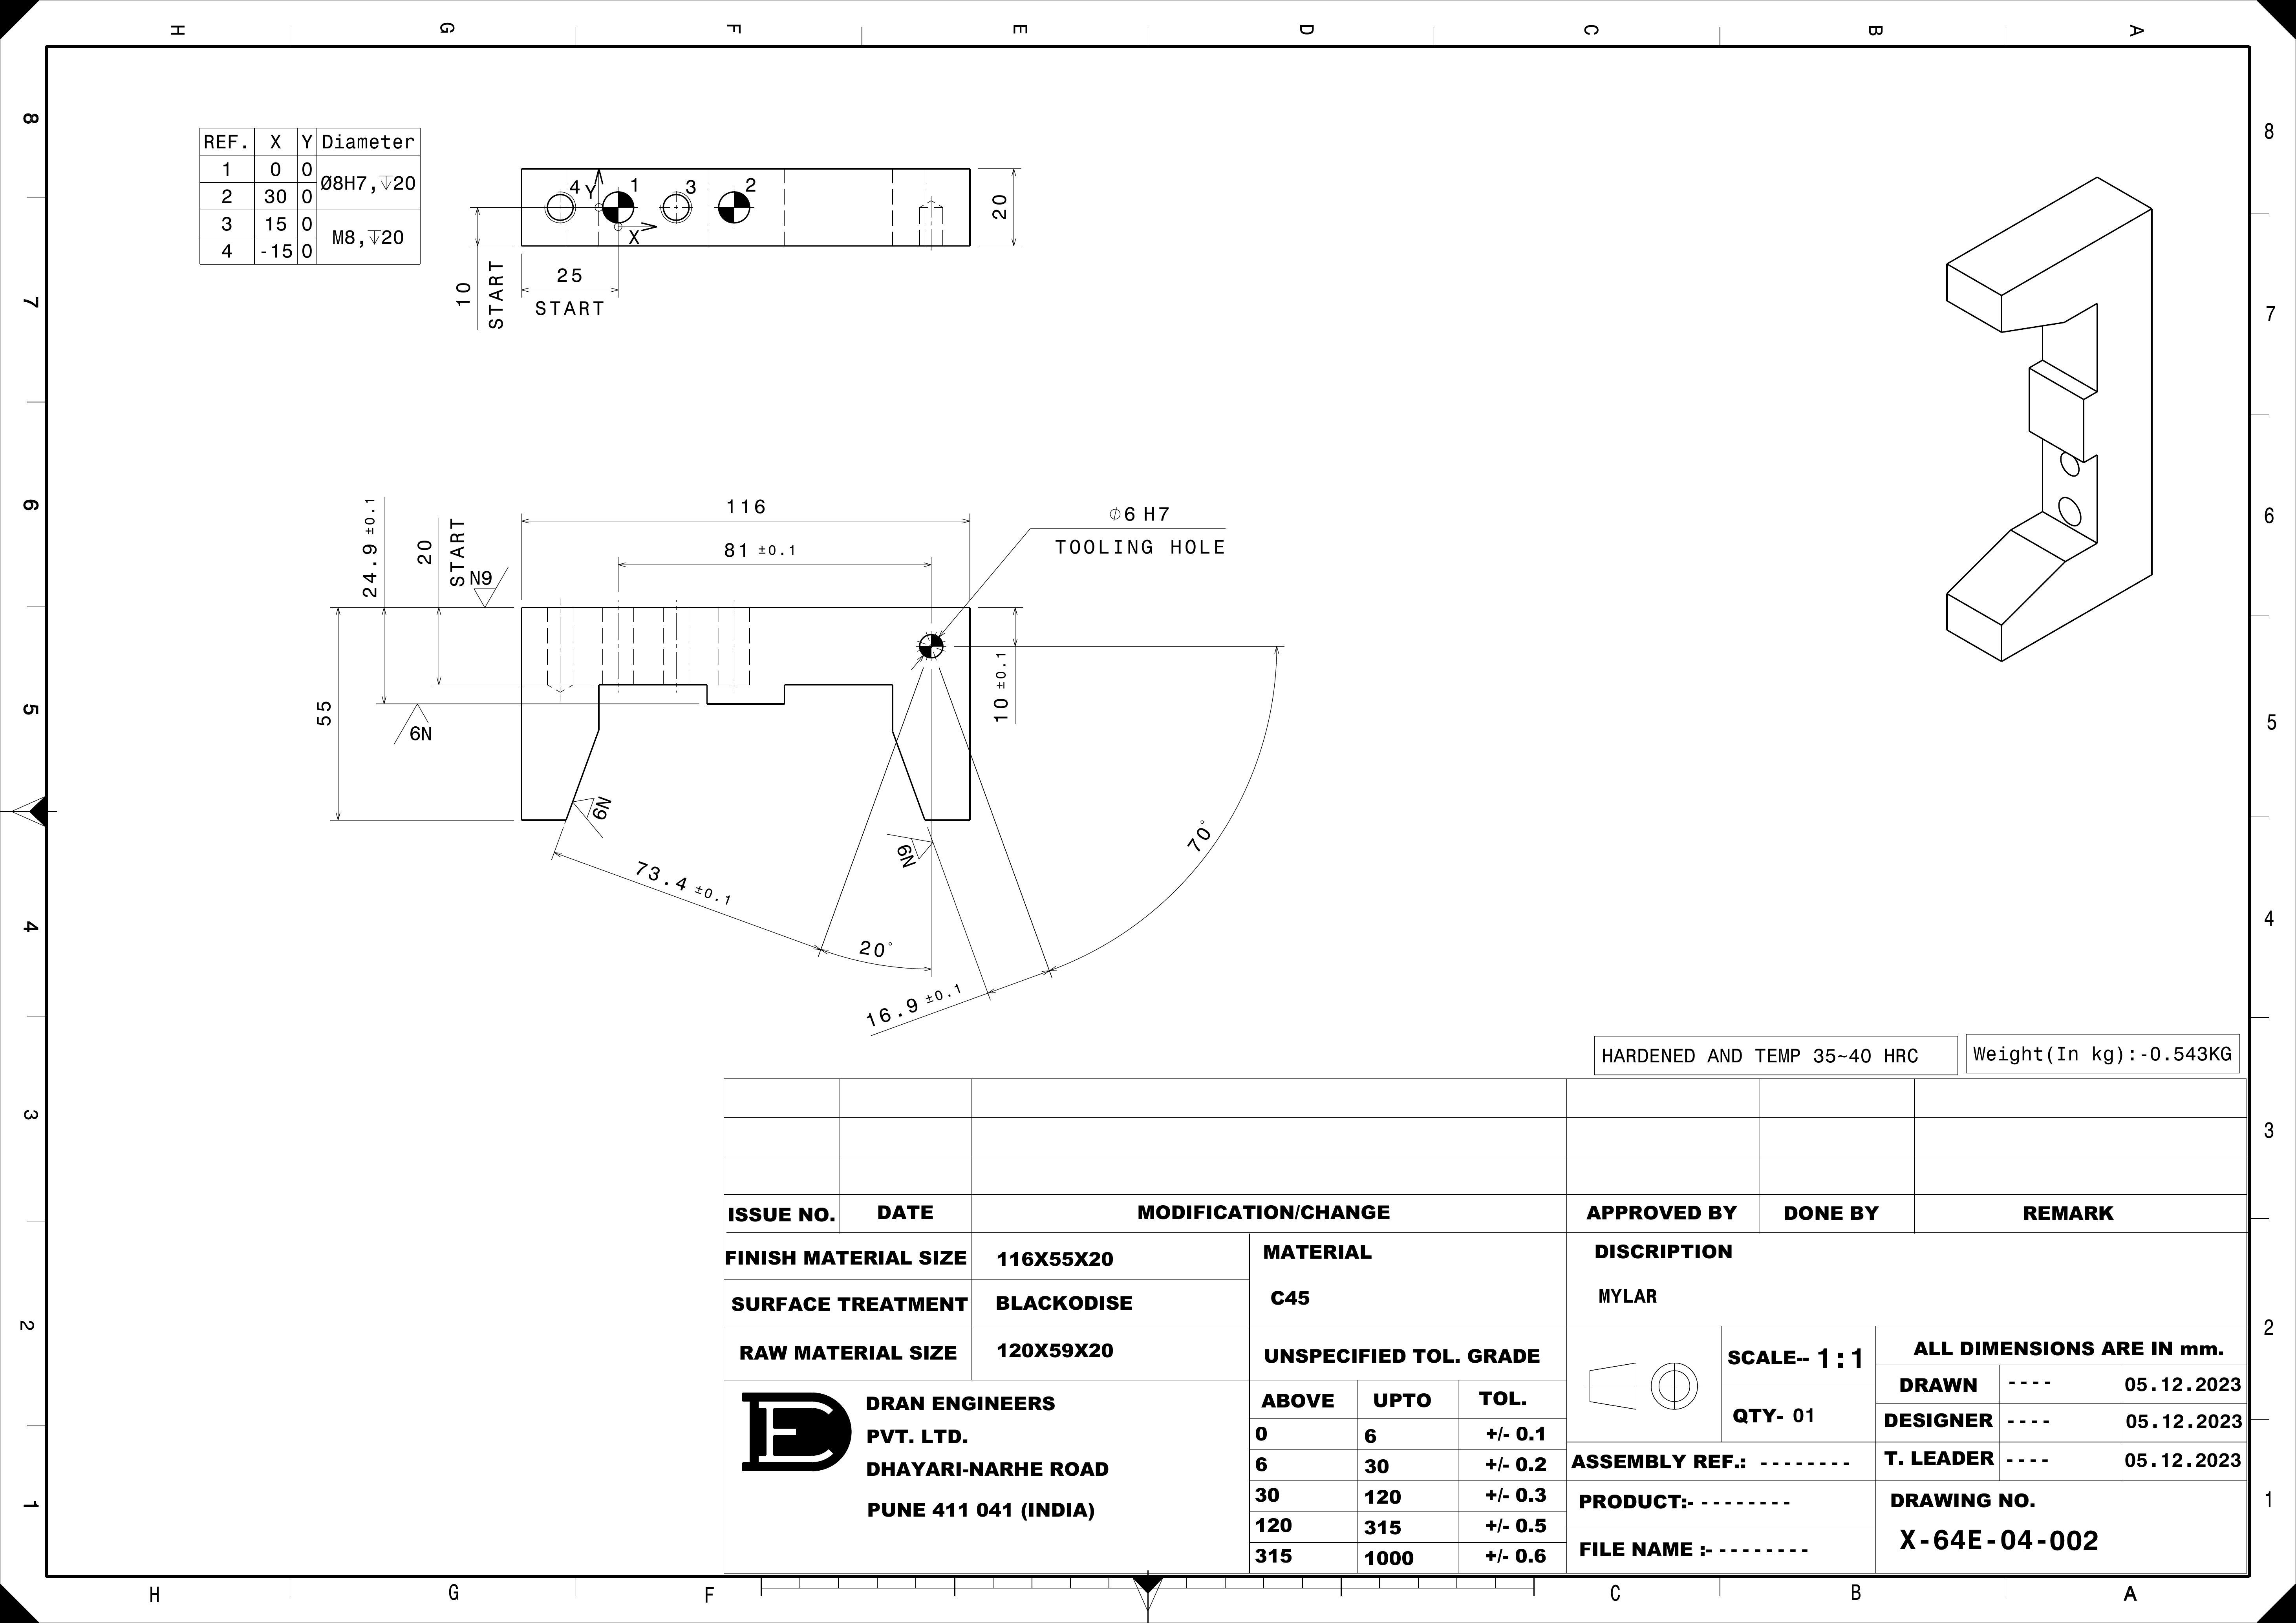 H G F E D C B A
8
7
6
5
4
3
2
1
8
7
6
5
4
3
2
1
REF. X Y Diameter
1 0 0 Ø8H7,↧20
2 30 0
3 15 0 M8,↧20
4 -15 0
4 Y 1 3 2
X
20
10
START
25
START
116
81 ±0.1
24.9 ±0.1
20
START
N9
55
6N
6N
6N
Ø6 H7
TOOLING HOLE
10 ±0.1
70°
73.4 ±0.1
20°
16.9 ±0.1
HARDENED AND TEMP 35~40 HRC
Weight(In kg):-0.543KG
ISSUE NO. DATE MODIFICATION/CHANGE APPROVED BY DONE BY REMARK
FINISH MATERIAL SIZE 116X55X20
SURFACE TREATMENT BLACKODISE
RAW MATERIAL SIZE 120X59X20
MATERIAL
C45
DISCRIPTION
MYLAR
UNSPECIFIED TOL. GRADE
ABOVE UPTO TOL.
0 6 +/- 0.1
6 30 +/- 0.2
30 120 +/- 0.3
120 315 +/- 0.5
315 1000 +/- 0.6
DRAN ENGINEERS
PVT. LTD.
DHAYARI-NARHE ROAD
PUNE 411 041 (INDIA)
SCALE-- 1:1
QTY- 01
ALL DIMENSIONS ARE IN mm.
DRAWN ---- 05.12.2023
DESIGNER ---- 05.12.2023
T. LEADER ---- 05.12.2023
ASSEMBLY REF.: --------
PRODUCT:- --------
FILE NAME :- --------
DRAWING NO.
X-64E-04-002
H G F C B A